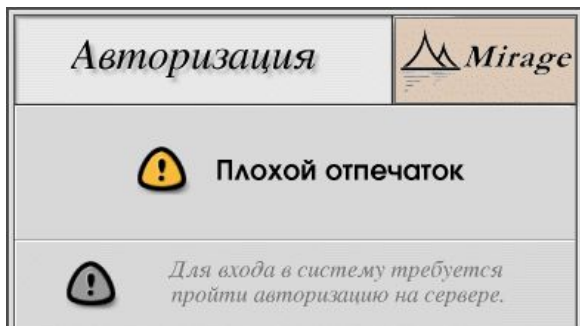 Авторизация
Mirage
Плохой отпечаток
Для входа в систему требуется
пройти авторизацию на сервере.